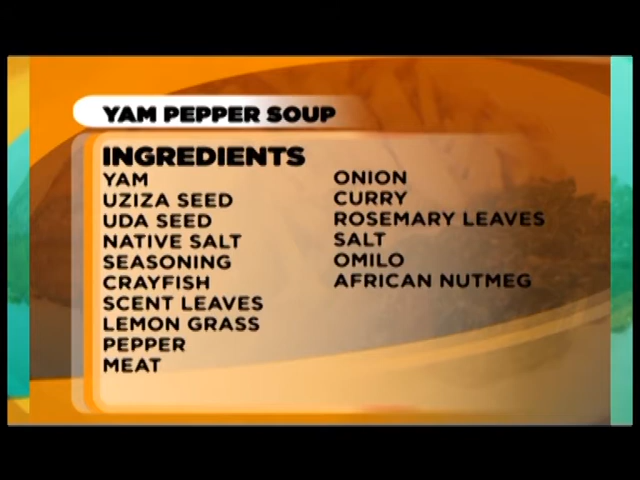 YAM PEPPER SOUP
INGREDIENTS
YAM
UZIZA SEED
UDA SEED
NATIVE SALT
SEASONING
CRAYFISH
SCENT LEAVES
LEMON GRASS
PEPPER
MEAT
ONION
CURRY
ROSEMARY LEAVES
SALT
OMILO
AFRICAN NUTMEG